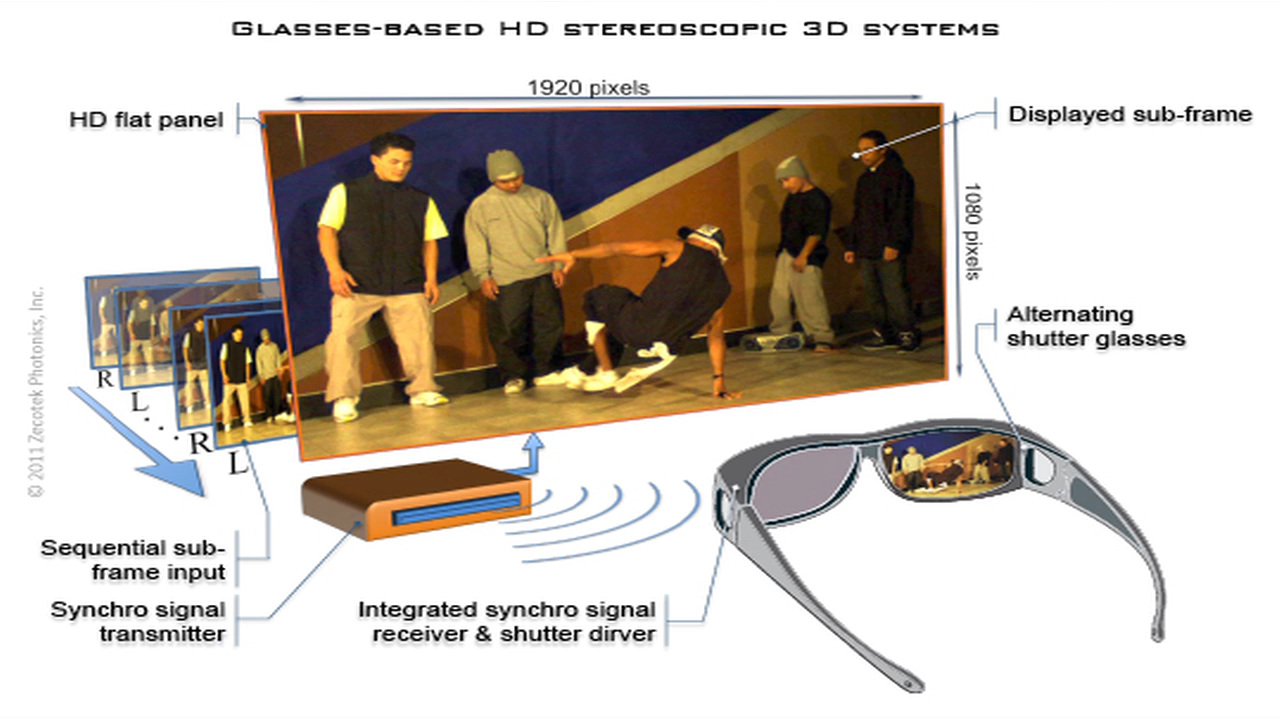 GLASSES-BASED HD STEREOSCOPIC 3D SYSTEMS
1920 pixels
HD flat panel
Displayed sub-frame
1080 pixels
Alternating
shutter glasses
© 2011 Zecotek Photonics, Inc.
R
L
...
R
L
Sequential sub-
frame input
Synchro signal
transmitter
Integrated synchro signal
receiver & shutter dirver